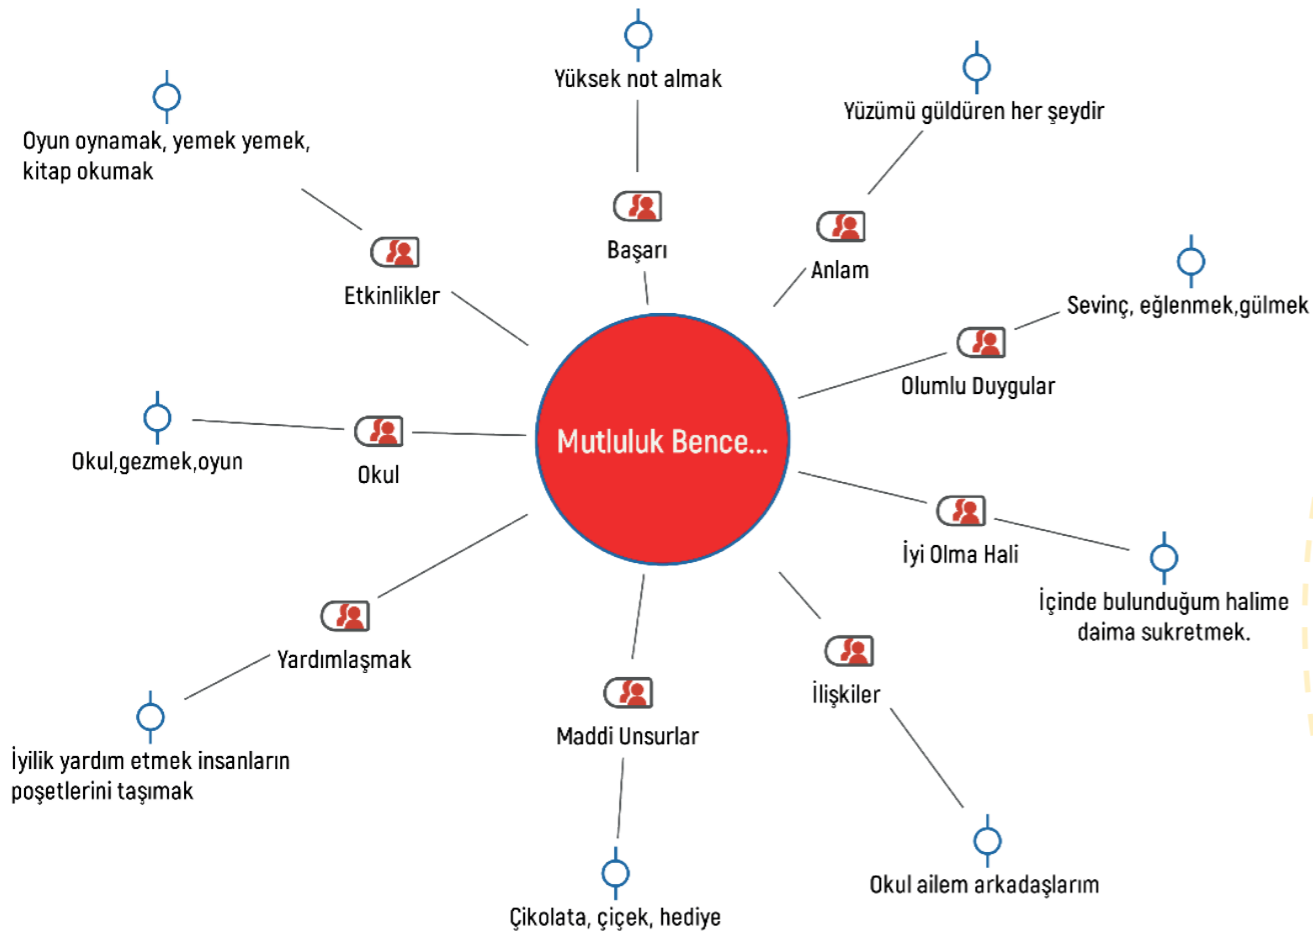 Yüksek not almak
Yüzümü güldüren her şeydir
Oyun oynamak, yemek yemek,
kitap okumak
Başarı
Anlam
Etkinlikler
Sevinç, eğlenmek,gülmek
Olumlu Duygular
Mutluluk Bence...
Okul,gezmek,oyun
Okul
İyi Olma Hali
İçinde bulunduğum halime
daima sukretmek.
Yardımlaşmak
İlişkiler
Maddi Unsurlar
İyilik yardım etmek insanların
poşetlerini taşımak
Okul ailem arkadaşlarım
Çikolata, çiçek, hediye